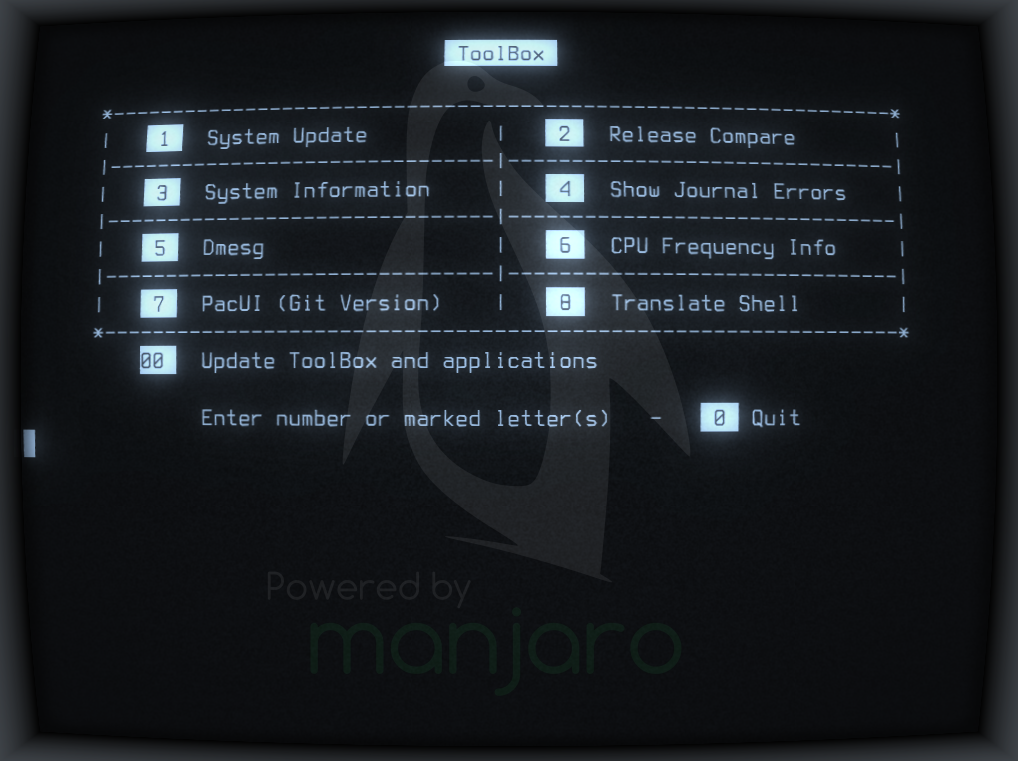 ToolBox
*------------------------------------------------------------------*
| 1 System Update | 2 Release Compare |
|---------------------------------|---------------------------------|
| 3 System Information | 4 Show Journal Errors |
|---------------------------------|---------------------------------|
| 5 Dmesg | 6 CPU Frequency Info |
|---------------------------------|---------------------------------|
| 7 PacUI (Git Version) | 8 Translate Shell |
*------------------------------------------------------------------*
00 Update ToolBox and applications
Enter number or marked letter(s) - 0 Quit
Powered by
manjaro